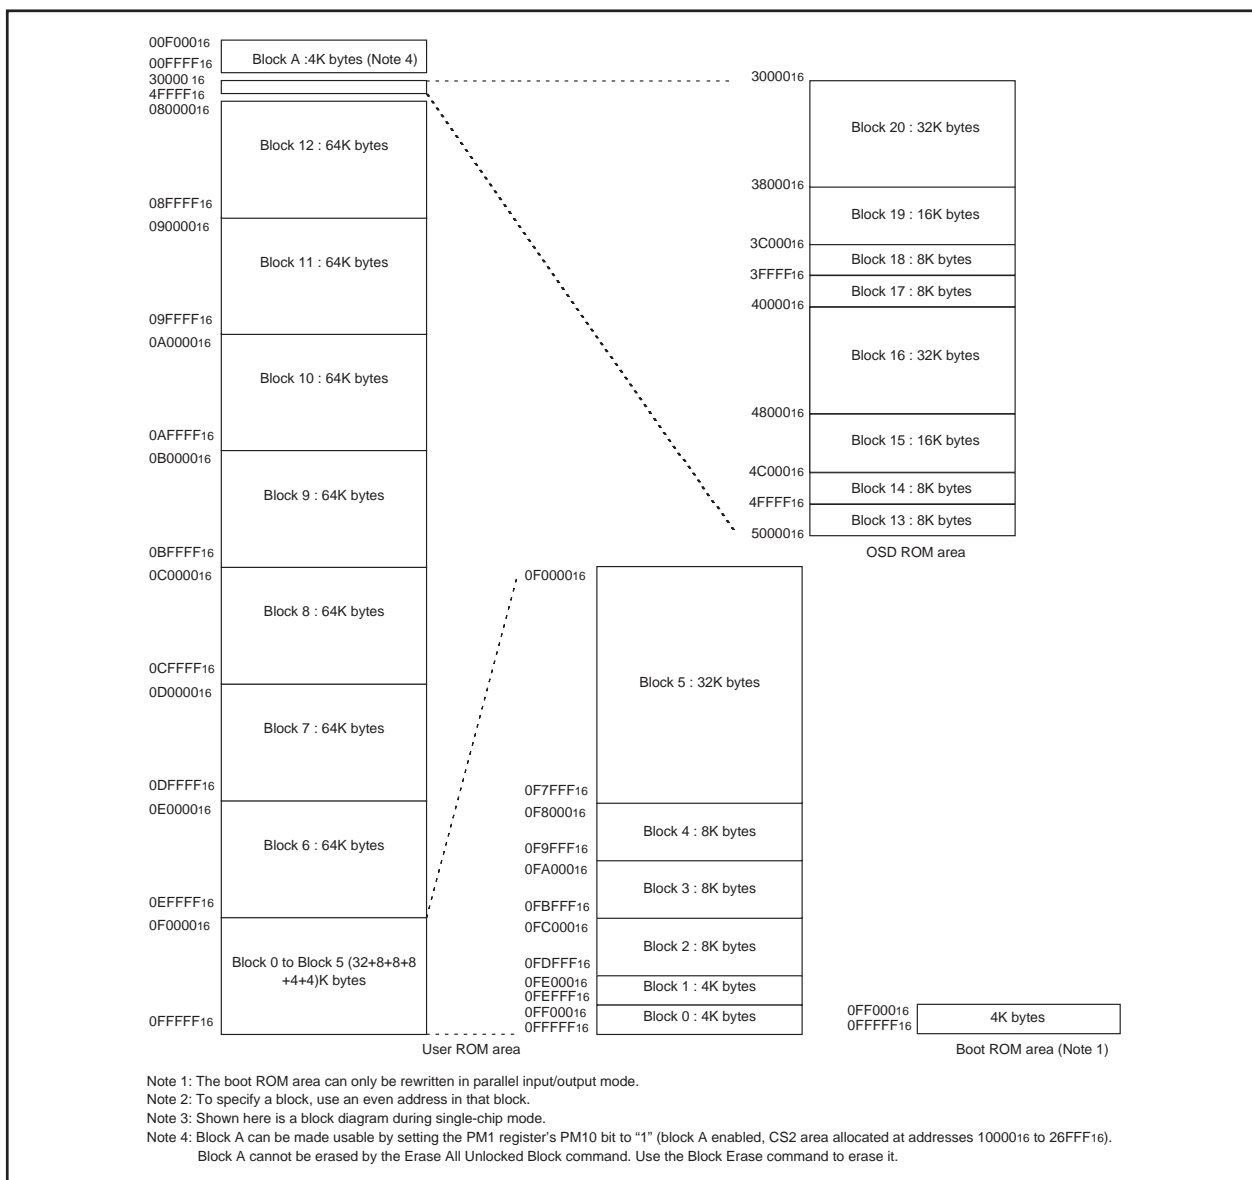 00F00016
Block A :4K bytes (Note 4)
00FFFF16
30000 16
4FFFF16
08000016
Block 12 : 64K bytes
08FFFF16
09000016
Block 11 : 64K bytes
09FFFF16
0A000016
Block 10 : 64K bytes
0AFFFF16
0B000016
Block 9 : 64K bytes
0BFFFF16
0C000016
Block 8 : 64K bytes
0CFFFF16
0D000016
Block 7 : 64K bytes
0DFFFF16
0E000016
Block 6 : 64K bytes
0EFFFF16
0F000016
Block 0 to Block 5 (32+8+8+8
+4+4)K bytes
0FFFFF16
User ROM area
3000016
Block 20 : 32K bytes
3800016
Block 19 : 16K bytes
3C00016
Block 18 : 8K bytes
3FFFF16
Block 17 : 8K bytes
4000016
Block 16 : 32K bytes
4800016
Block 15 : 16K bytes
4C00016
Block 14 : 8K bytes
4FFFF16
Block 13 : 8K bytes
5000016
OSD ROM area
0F000016
Block 5 : 32K bytes
0F7FFF16
0F800016
Block 4 : 8K bytes
0F9FFF16
0FA00016
Block 3 : 8K bytes
0FBFFF16
0FC00016
Block 2 : 8K bytes
0FDFFF16
0FE00016
Block 1 : 4K bytes
0FEFFF16
0FF00016
Block 0 : 4K bytes
0FFFFF16
0FF00016
4K bytes
0FFFFF16
Boot ROM area (Note 1)
Note 1: The boot ROM area can only be rewritten in parallel input/output mode.
Note 2: To specify a block, use an even address in that block.
Note 3: Shown here is a block diagram during single-chip mode.
Note 4: Block A can be made usable by setting the PM1 register's PM10 bit to “1” (block A enabled, CS2 area allocated at addresses 1000016 to 26FFF16).
Block A cannot be erased by the Erase All Unlocked Block command. Use the Block Erase command to erase it.